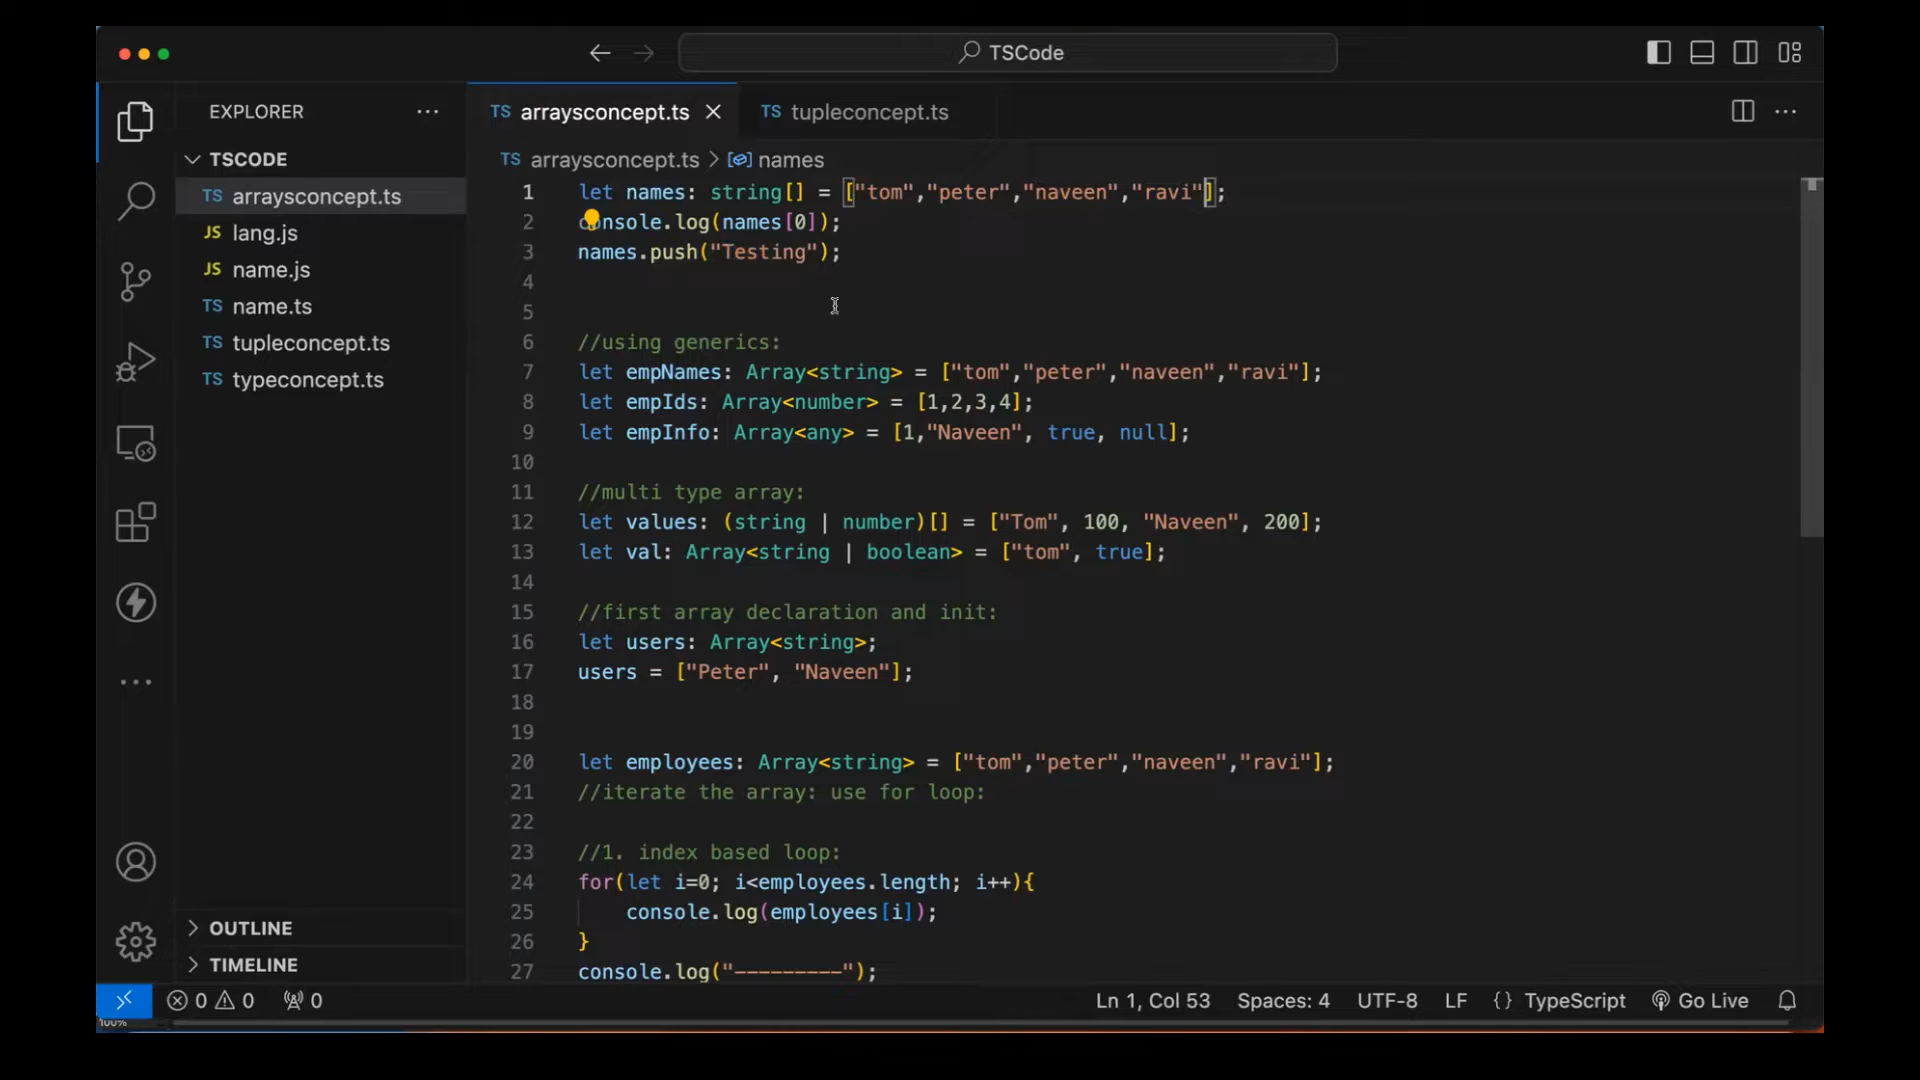 TSCode
EXPLORER
TSCODE
TS arraysconcept.ts
JS lang.js
JS name.js
TS name.ts
TS tupleconcept.ts
TS typeconcept.ts
OUTLINE
TIMELINE
TS arraysconcept.ts
TS tupleconcept.ts
TS arraysconcept.ts > names
1 let names: string[] = ["tom","peter","naveen","ravi"];
2 console.log(names[0]);
3 names.push("Testing");
4
5
6 //using generics:
7 let empNames: Array<string> = ["tom","peter","naveen","ravi"];
8 let empIds: Array<number> = [1,2,3,4];
9 let empInfo: Array<any> = [1,"Naveen", true, null];
10
11 //multi type array:
12 let values: (string | number)[] = ["Tom", 100, "Naveen", 200];
13 let val: Array<string | boolean> = ["tom", true];
14
15 //first array declaration and init:
16 let users: Array<string>;
17 users = ["Peter", "Naveen"];
18
19
20 let employees: Array<string> = ["tom","peter","naveen","ravi"];
21 //iterate the array: use for loop:
22
23 //1. index based loop:
24 for(let i=0; i<employees.length; i++){
25 console.log(employees[i]);
26 }
27 console.log("---------");
0 0 0
Ln 1, Col 53
Spaces: 4
UTF-8
LF
{} TypeScript
Go Live
100%